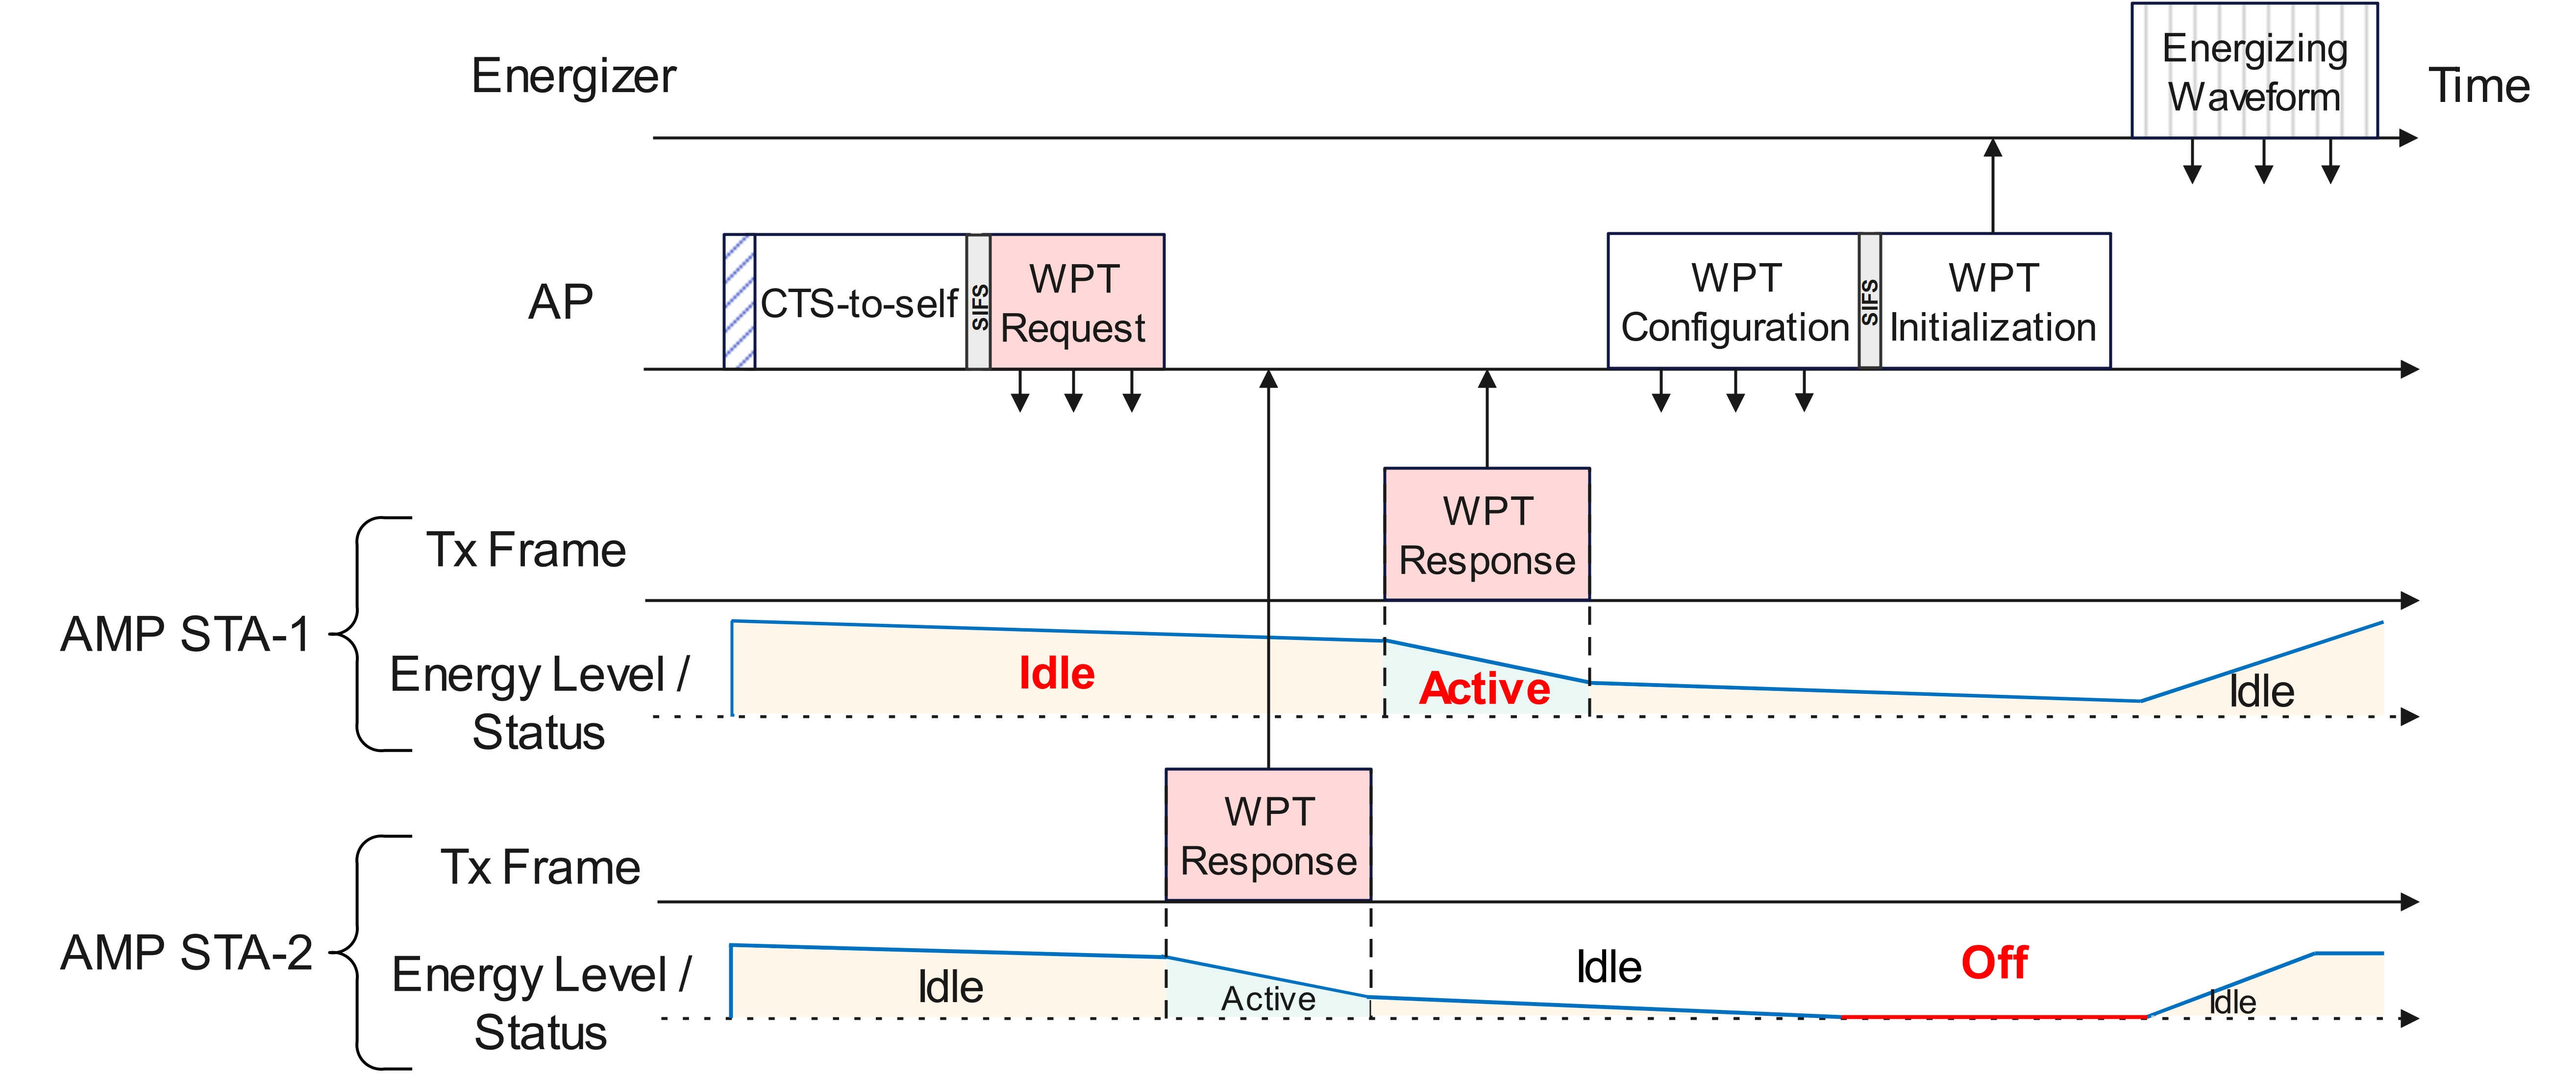 Energizer
Energizing
Waveform
Time
AP
CTS-to-self
SIFS
WPT
Request
WPT
Configuration
SIFS
WPT
Initialization
AMP STA-1
Tx Frame
WPT
Response
Energy Level /
Status
Idle
Active
Idle
AMP STA-2
Tx Frame
WPT
Response
Energy Level /
Status
Idle
Active
Idle
Off
Idle